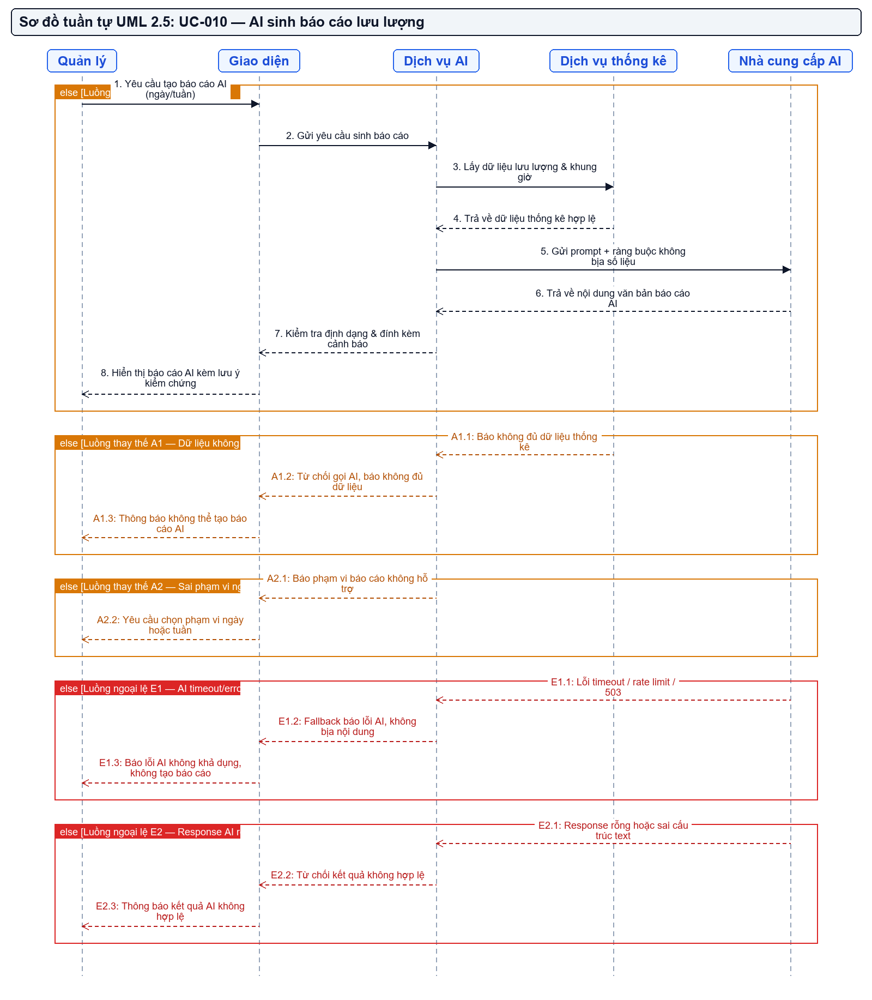 Sơ đồ tuần tự UML 2.5: UC-010 — AI sinh báo cáo lưu lượng
Quản lý
Giao diện
Dịch vụ AI
Dịch vụ thống kê
Nhà cung cấp AI
else [Luồng
1. Yêu cầu tạo báo cáo AI
(ngày/tuần)
2. Gửi yêu cầu sinh báo cáo
3. Lấy dữ liệu lưu lượng & khung
giờ
4. Trả về dữ liệu thống kê hợp lệ
5. Gửi prompt + ràng buộc không
bịa số liệu
6. Trả về nội dung văn bản báo cáo
AI
7. Kiểm tra định dạng & đính kèm
cảnh báo
8. Hiển thị báo cáo AI kèm lưu ý
kiểm chứng
else [Luồng thay thế A1 — Dữ liệu không
A1.1: Báo không đủ dữ liệu thống
kê
A1.2: Từ chối gọi AI, báo không đủ
dữ liệu
A1.3: Thông báo không thể tạo báo
cáo AI
else [Luồng thay thế A2 — Sai phạm vi
A2.1: Báo phạm vi báo cáo không hỗ
trợ
A2.2: Yêu cầu chọn phạm vi ngày
hoặc tuần
else [Luồng ngoại lệ E1 — AI timeout/erro
E1.1: Lỗi timeout / rate limit /
503
E1.2: Fallback báo lỗi AI, không
bịa nội dung
E1.3: Báo lỗi AI không khả dụng,
không tạo báo cáo
else [Luồng ngoại lệ E2 — Response AI
E2.1: Response rỗng hoặc sai cấu
trúc text
E2.2: Từ chối kết quả không hợp lệ
E2.3: Thông báo kết quả AI không
hợp lệ